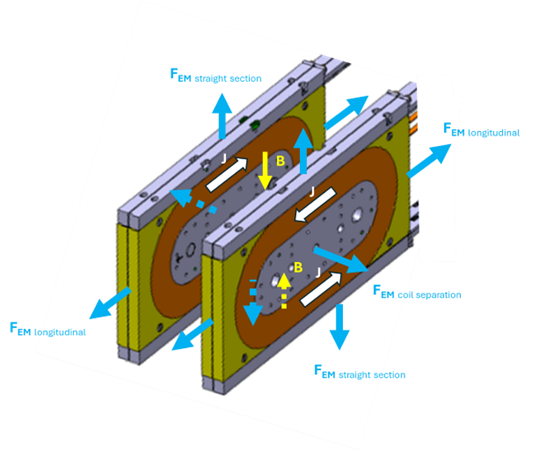 FEM straight section
J
B
FEM longitudinal
J
B
J
FEM coil separation
FEM longitudinal
FEM straight section